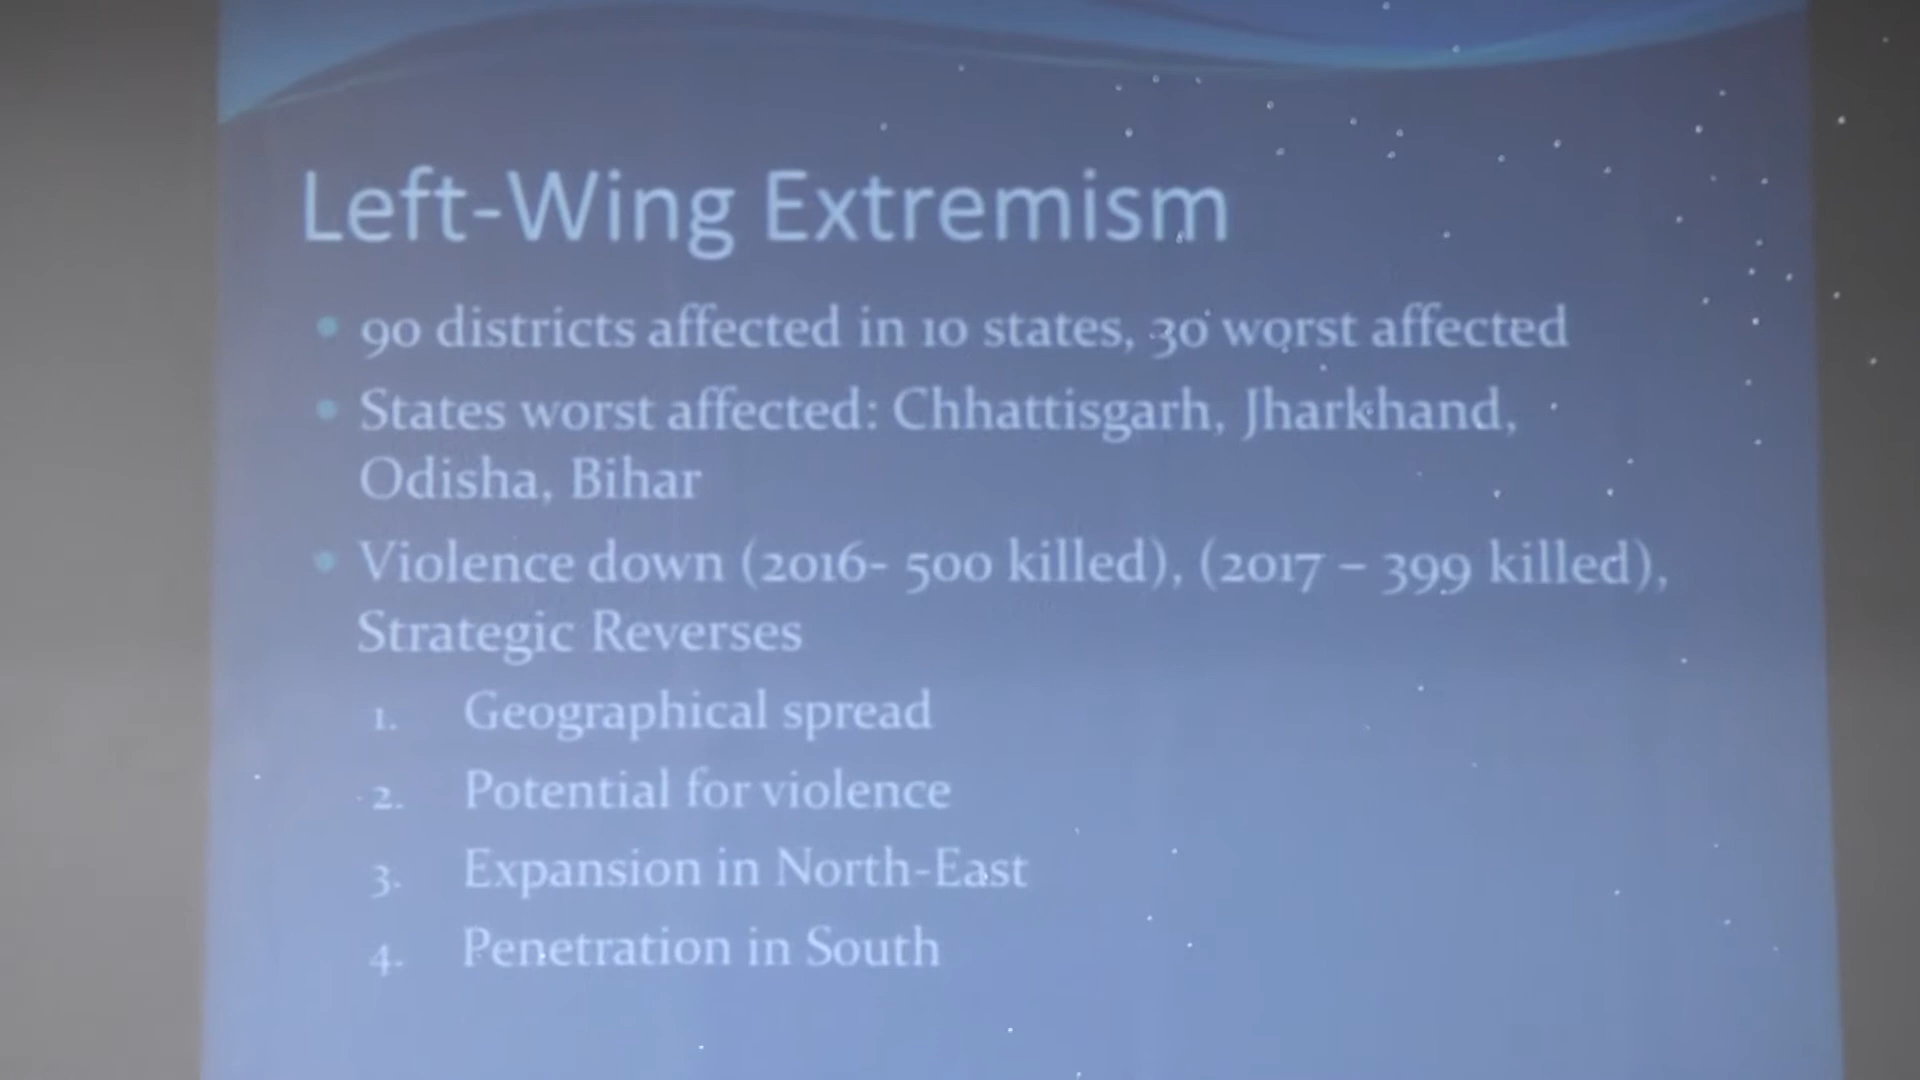 Left-Wing Extremism
• 90 districts affected in 10 states, 30 worst affected
• States worst affected: Chhattisgarh, Jharkhand,
Odisha, Bihar
• Violence down (2016- 500 killed), (2017 – 399 killed),
Strategic Reverses
1. Geographical spread
2. Potential for violence
3. Expansion in North-East
4. Penetration in South